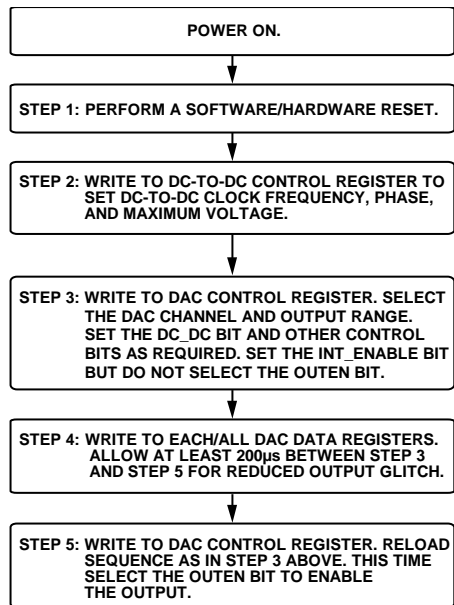 POWER ON.
STEP 1: PERFORM A SOFTWARE/HARDWARE RESET.
STEP 2: WRITE TO DC-TO-DC CONTROL REGISTER TO
SET DC-TO-DC CLOCK FREQUENCY, PHASE,
AND MAXIMUM VOLTAGE.
STEP 3: WRITE TO DAC CONTROL REGISTER. SELECT
THE DAC CHANNEL AND OUTPUT RANGE.
SET THE DC_DC BIT AND OTHER CONTROL
BITS AS REQUIRED. SET THE INT_ENABLE BIT
BUT DO NOT SELECT THE OUTEN BIT.
STEP 4: WRITE TO EACH/ALL DAC DATA REGISTERS.
ALLOW AT LEAST 200µs BETWEEN STEP 3
AND STEP 5 FOR REDUCED OUTPUT GLITCH.
STEP 5: WRITE TO DAC CONTROL REGISTER. RELOAD
SEQUENCE AS IN STEP 3 ABOVE. THIS TIME
SELECT THE OUTEN BIT TO ENABLE
THE OUTPUT.